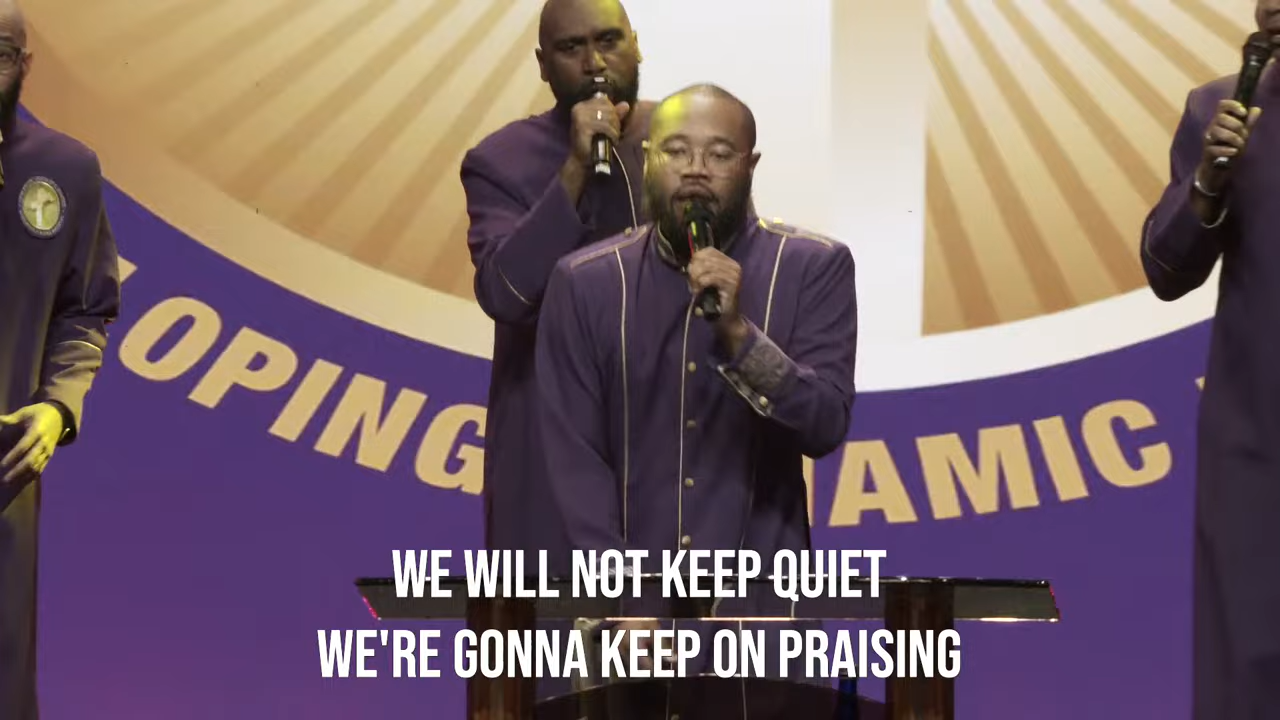 OPING
AMIC
WE WILL NOT KEEP QUIET
WE'RE GONNA KEEP ON PRAISING